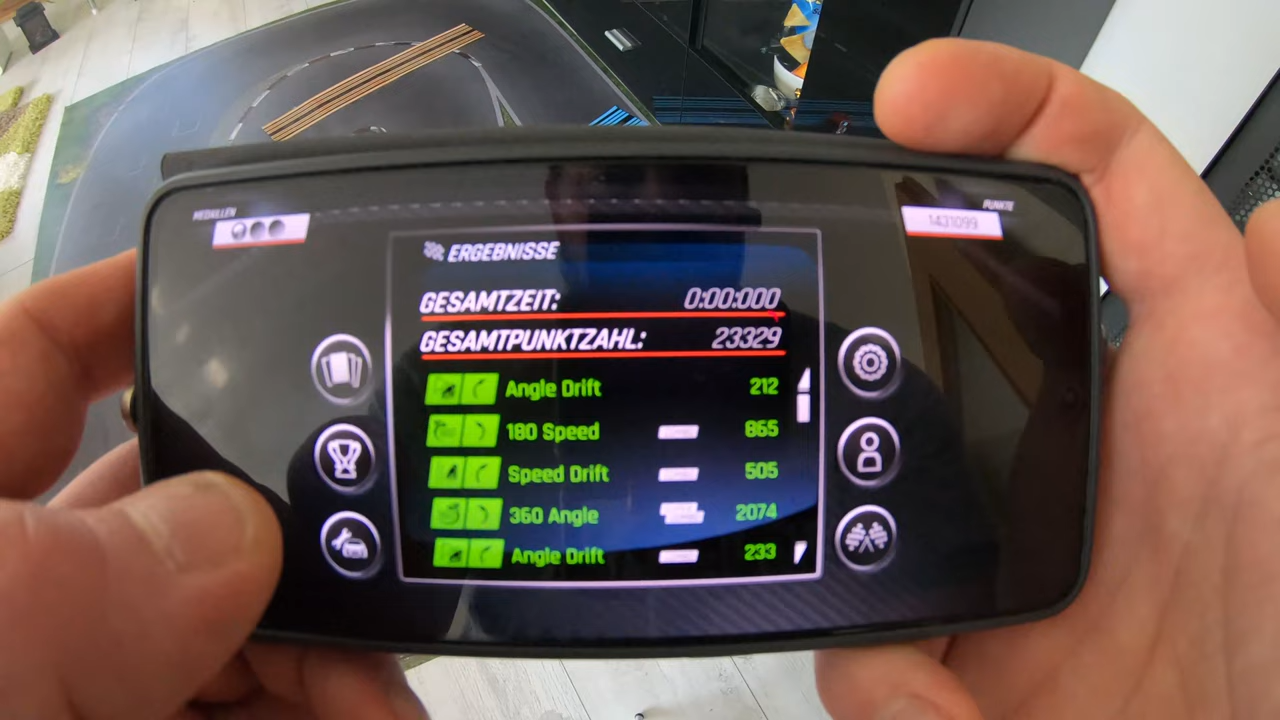 MEDAILLEN
PUNKTE
1431099
ERGEBNISSE
GESAMTZEIT: 0:00:000
GESAMTPUNKTZAHL: 23329
Angle Drift 212
180 Speed 865
Speed Drift 505
360 Angle 2074
Angle Drift 233